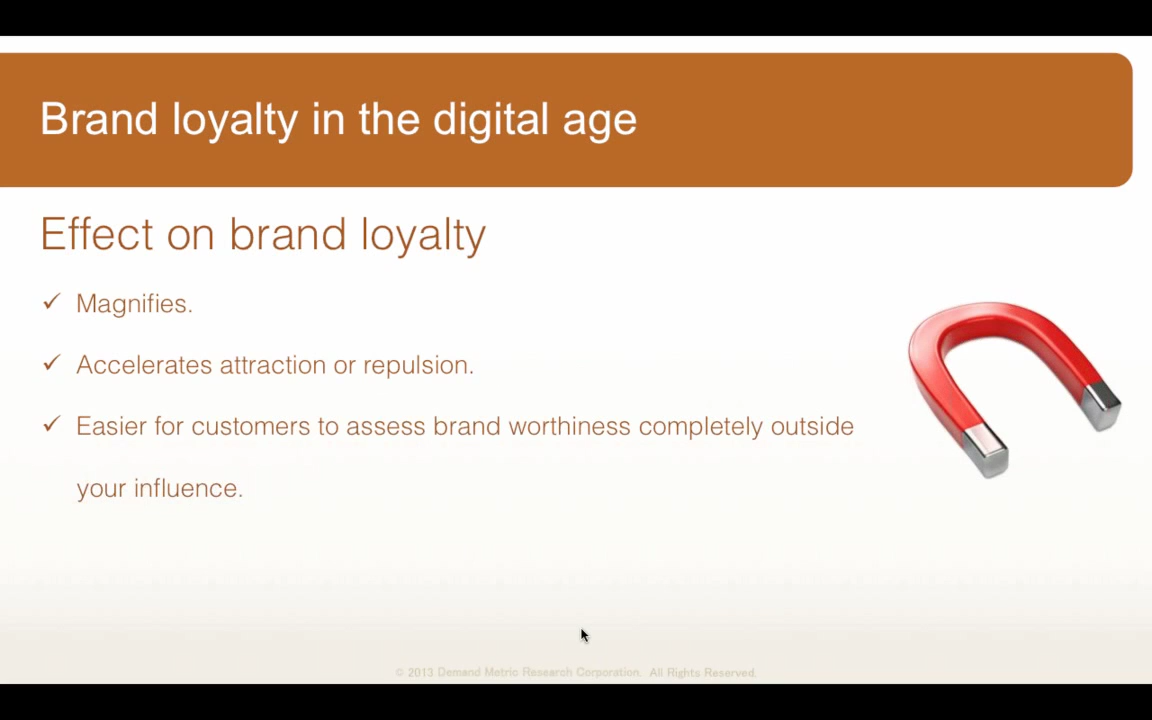 Brand loyalty in the digital age
Effect on brand loyalty
✓ Magnifies.
✓ Accelerates attraction or repulsion.
✓ Easier for customers to assess brand worthiness completely outside
your influence.
© 2013 Demand Metric Research Corporation. All Rights Reserved.